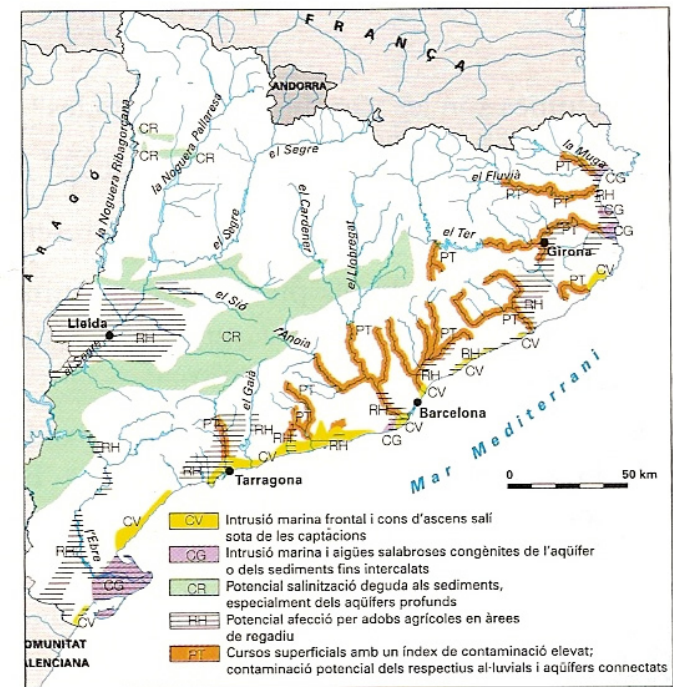 FRANÇA
ANDORRA
ARAGÓ
la Noguera Ribagorçana
la Noguera Pallaresa
CR
CR
CR
el Segre
el Segre
el Cardener
el Llobregat
el Ter
el Fluvià
la Muga
PT
CG
PT
PT
RH
CG
PT
CG
Girona
PT
CV
PT
el Sió
l'Anoia
Lleida
RH
el Segre
CR
PT
PT
PT
RH
CV
RH
CV
RH
CV
Barcelona
RH
CV
CG
el Gaià
PT
PT
RH
RH
RH
CV
RH
Tarragona
RH
CV
l'Ebre
RH
CG
CV
Mar Mediterrani
0 50 km
CV Intrusió marina frontal i cons d'ascens salí
sota de les captacions
CG Intrusió marina i aigües salabroses congènites de l'aqüífer
o dels sediments fins intercalats
CR Potencial salinització deguda als sediments,
especialment dels aqüífers profunds
RH Potencial afecció per adobs agrícoles en àrees
de regadiu
PT Cursos superficials amb un índex de contaminació elevat;
contaminació potencial dels respectius al·luvials i aqüífers connectats
OMUNITAT
ALENCIANA